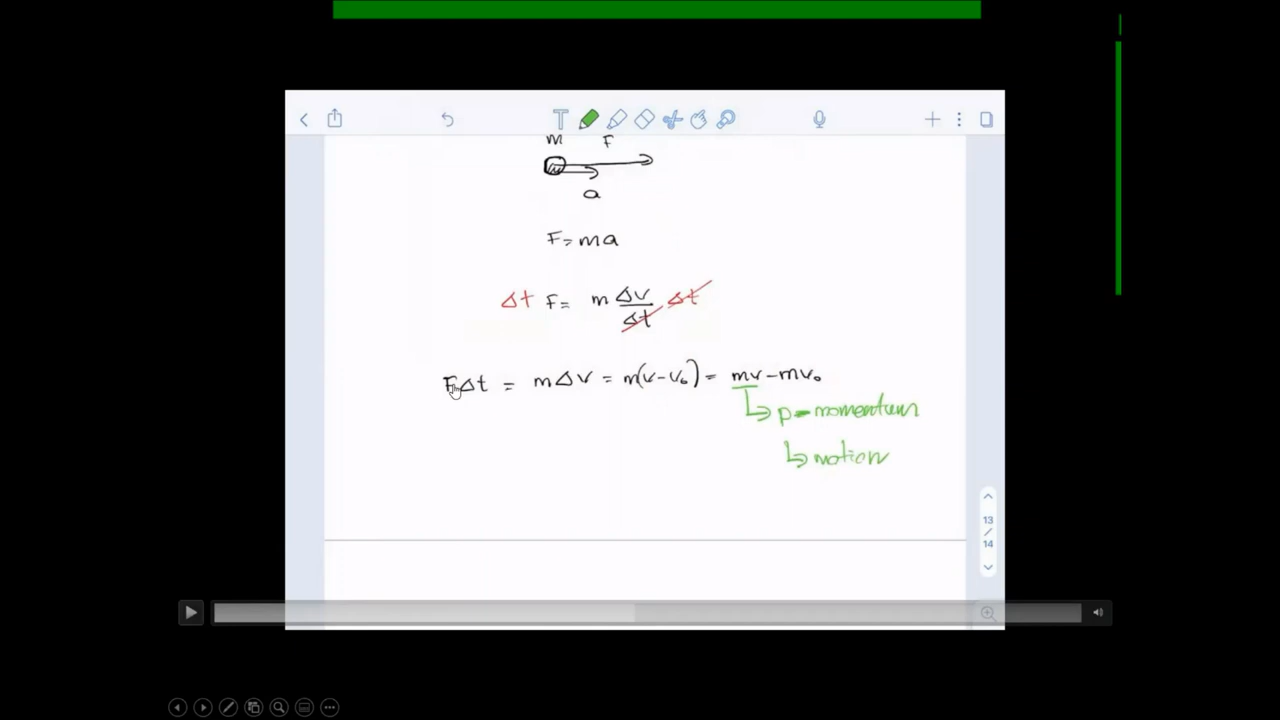 T
m F
a
F=ma
Δt F= m Δv/Δt Δt
FΔt = mΔv = m(v-v₀) = mv-mv₀
↳ p-momentum
↳ motion
13
/
14